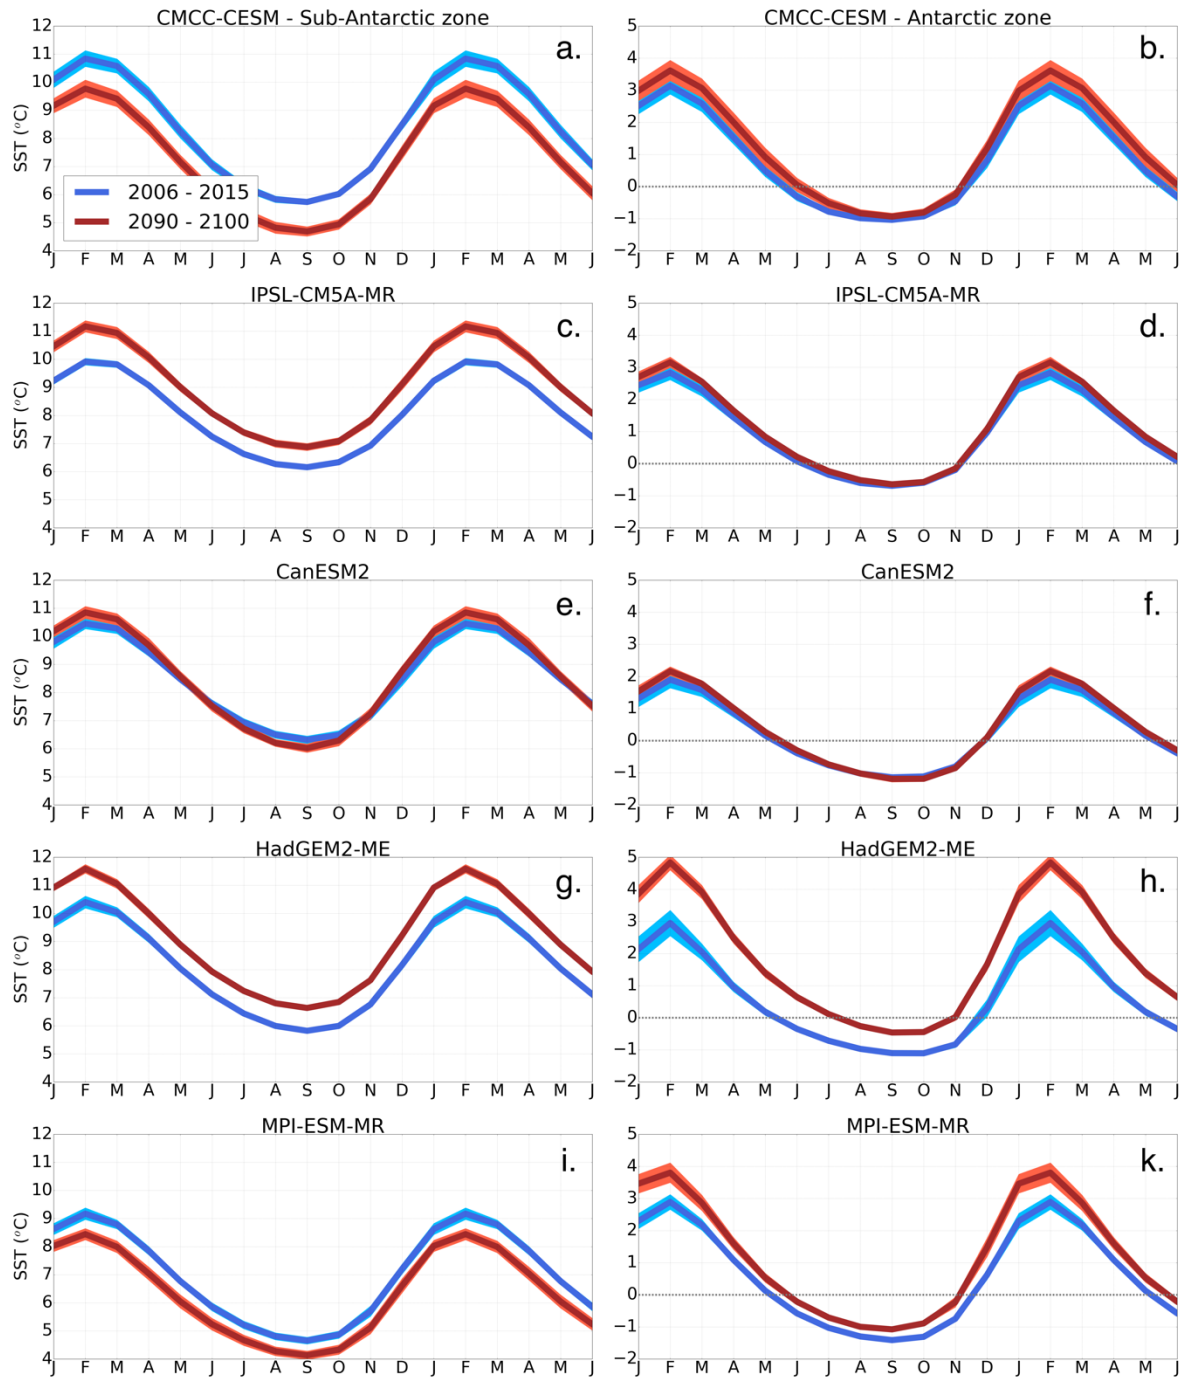 CMCC-CESM - Sub-Antarctic zone
12
11
10
9
8
7
6
5
4
SST (°C)
a.
2006 - 2015
2090 - 2100
J F M A M J J A S O N D J F M A M J
CMCC-CESM - Antarctic zone
5
4
3
2
1
0
−1
−2
b.
J F M A M J J A S O N D J F M A M J
IPSL-CM5A-MR
12
11
10
9
8
7
6
5
4
SST (°C)
c.
J F M A M J J A S O N D J F M A M J
IPSL-CM5A-MR
5
4
3
2
1
0
−1
−2
d.
J F M A M J J A S O N D J F M A M J
CanESM2
12
11
10
9
8
7
6
5
4
SST (°C)
e.
J F M A M J J A S O N D J F M A M J
CanESM2
5
4
3
2
1
0
−1
−2
f.
J F M A M J J A S O N D J F M A M J
HadGEM2-ME
12
11
10
9
8
7
6
5
4
SST (°C)
g.
J F M A M J J A S O N D J F M A M J
HadGEM2-ME
5
4
3
2
1
0
−1
−2
h.
J F M A M J J A S O N D J F M A M J
MPI-ESM-MR
12
11
10
9
8
7
6
5
4
SST (°C)
i.
J F M A M J J A S O N D J F M A M J
MPI-ESM-MR
5
4
3
2
1
0
−1
−2
k.
J F M A M J J A S O N D J F M A M J